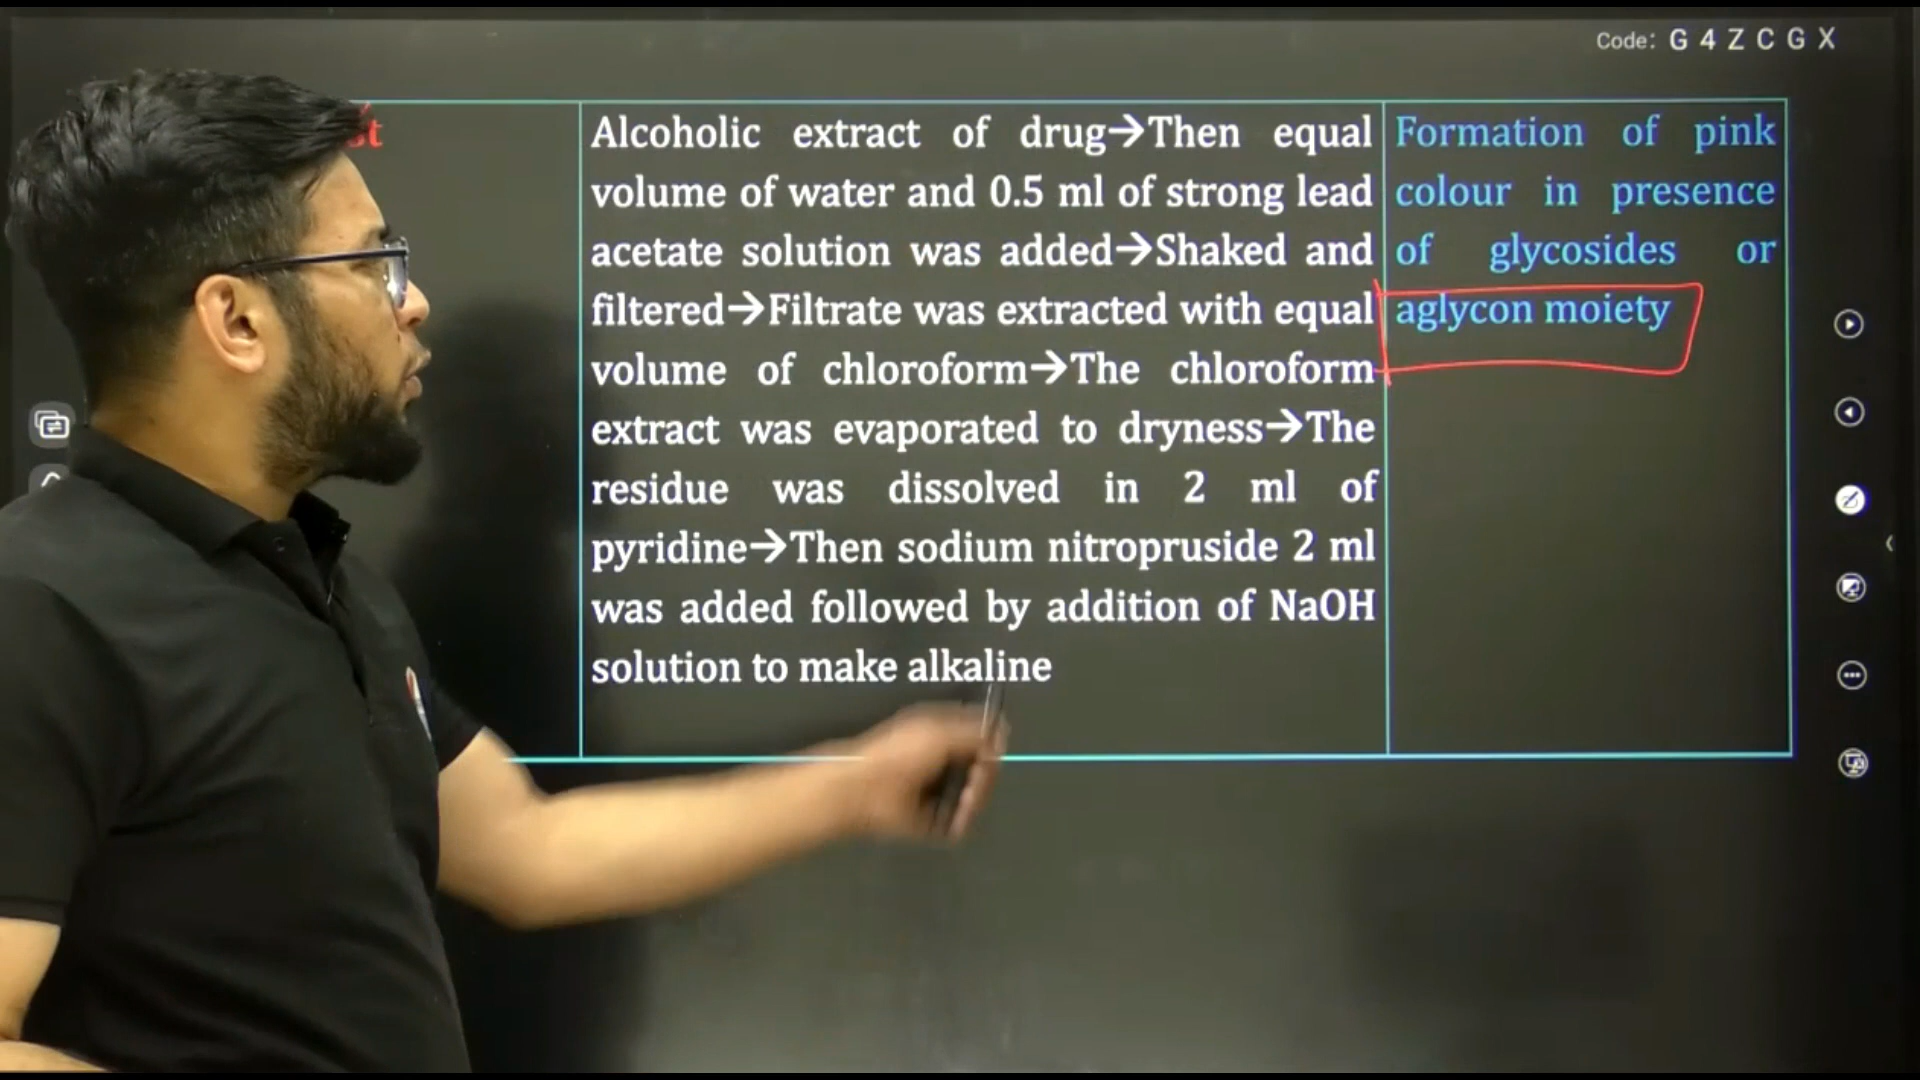 Code: G4ZCGX
Alcoholic extract of drug→Then equal
volume of water and 0.5 ml of strong lead
acetate solution was added→Shaked and
filtered→Filtrate was extracted with equal
volume of chloroform→The chloroform
extract was evaporated to dryness→The
residue was dissolved in 2 ml of
pyridine→Then sodium nitropruside 2 ml
was added followed by addition of NaOH
solution to make alkaline
Formation of pink
colour in presence
of glycosides or
aglycon moiety